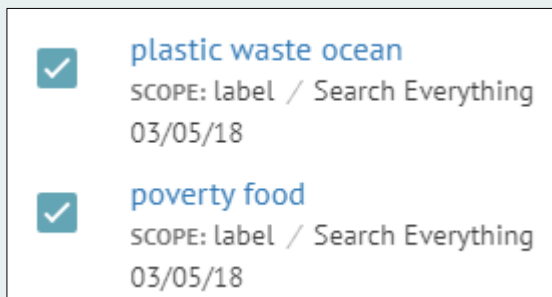 plastic waste ocean
SCOPE: label / Search Everything
03/05/18
poverty food
SCOPE: label / Search Everything
03/05/18